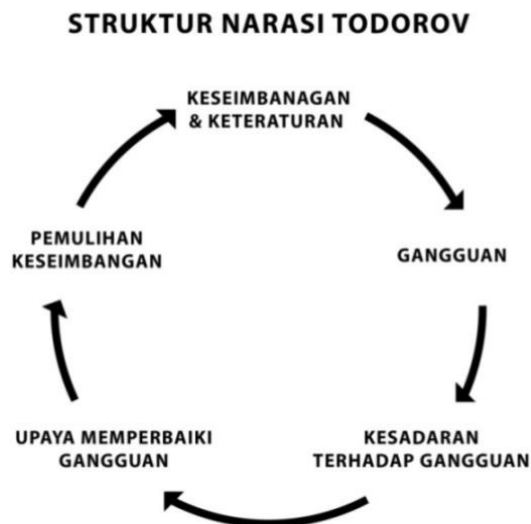 STRUKTUR NARASI TODOROV
KESEIMBANAGAN
& KETERATURAN
GANGGUAN
KESADARAN
TERHADAP GANGGUAN
UPAYA MEMPERBAIKI
GANGGUAN
PEMULIHAN
KESEIMBANGAN